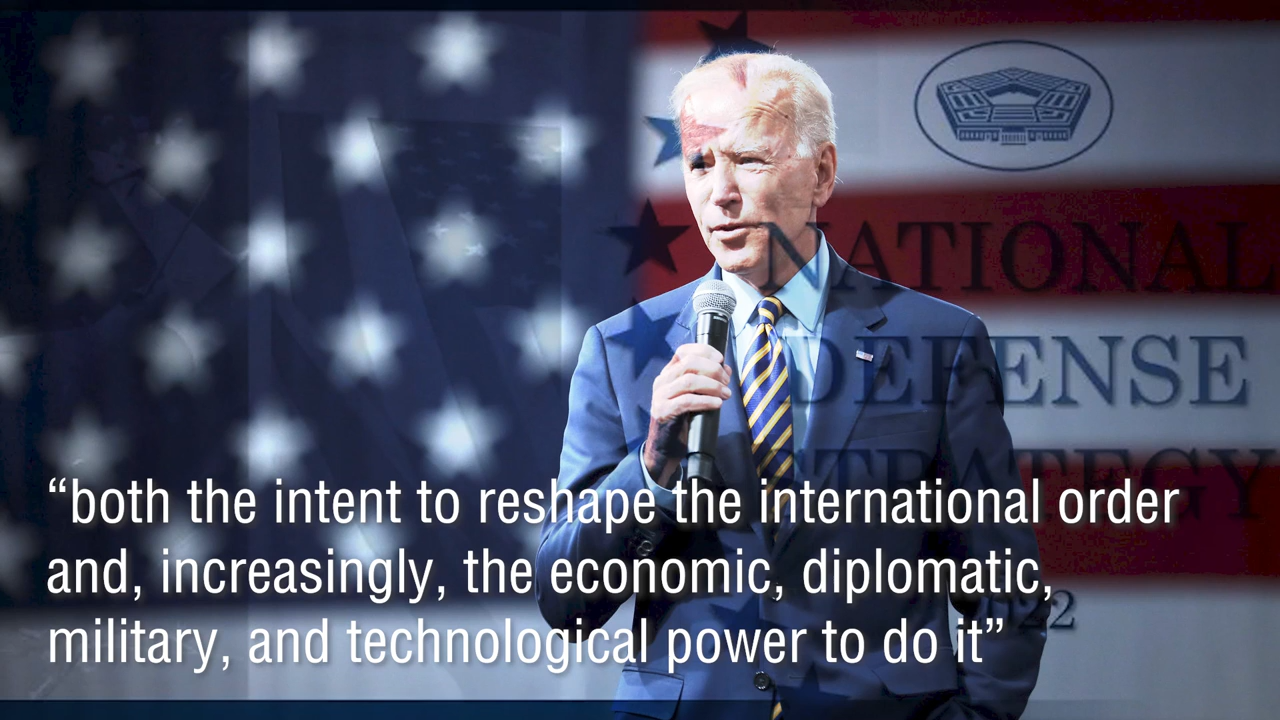 NATIONAL
DEFENSE
STRATEGY
“both the intent to reshape the international order
and, increasingly, the economic, diplomatic,
military, and technological power to do it”